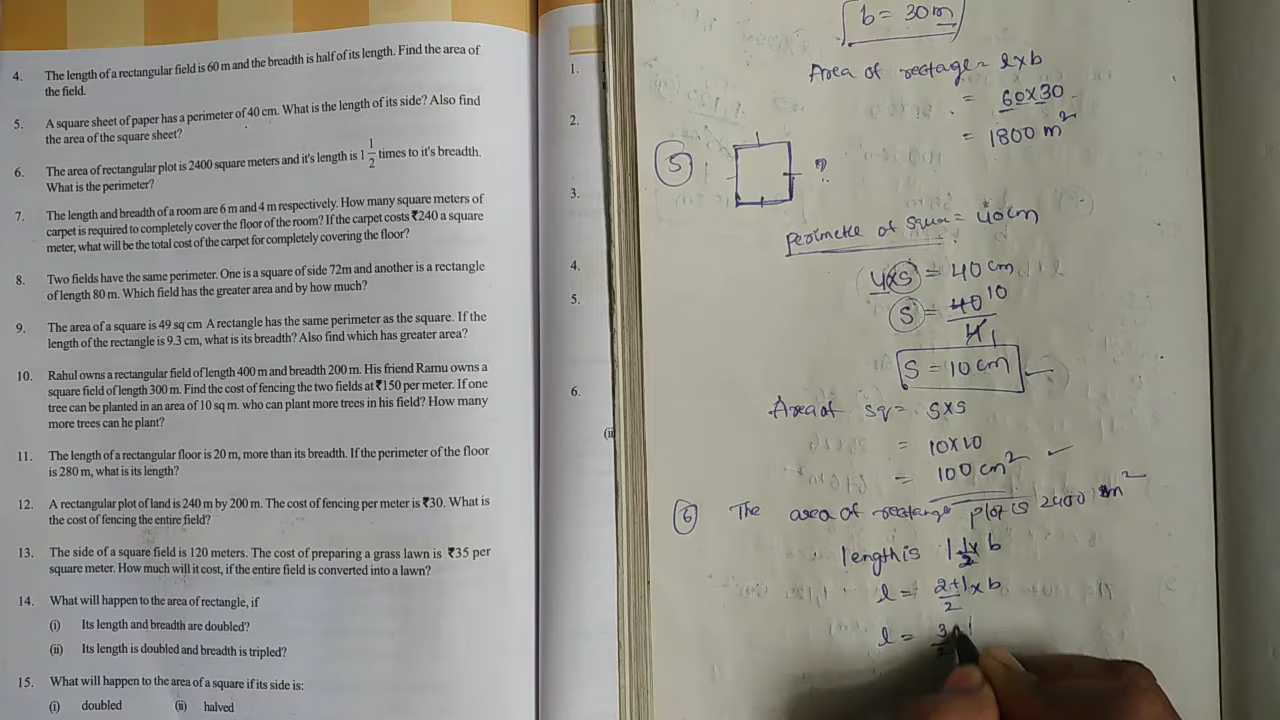 4. The length of a rectangular field is 60 m and the breadth is half of its length. Find the area of
the field.
5. A square sheet of paper has a perimeter of 40 cm. What is the length of its side? Also find
the area of the square sheet?
6. The area of rectangular plot is 2400 square meters and it's length is 1 1/2 times to it's breadth.
What is the perimeter?
7. The length and breadth of a room are 6 m and 4 m respectively. How many square meters of
carpet is required to completely cover the floor of the room? If the carpet costs ₹240 a square
meter, what will be the total cost of the carpet for completely covering the floor?
8. Two fields have the same perimeter. One is a square of side 72m and another is a rectangle
of length 80 m. Which field has the greater area and by how much?
9. The area of a square is 49 sq cm A rectangle has the same perimeter as the square. If the
length of the rectangle is 9.3 cm, what is its breadth? Also find which has greater area?
10. Rahul owns a rectangular field of length 400 m and breadth 200 m. His friend Ramu owns a
square field of length 300 m. Find the cost of fencing the two fields at ₹150 per meter. If one
tree can be planted in an area of 10 sq m. who can plant more trees in his field? How many
more trees can he plant?
11. The length of a rectangular floor is 20 m, more than its breadth. If the perimeter of the floor
is 280 m, what is its length?
12. A rectangular plot of land is 240 m by 200 m. The cost of fencing per meter is ₹30. What is
the cost of fencing the entire field?
13. The side of a square field is 120 meters. The cost of preparing a grass lawn is ₹35 per
square meter. How much will it cost, if the entire field is converted into a lawn?
14. What will happen to the area of rectangle, if
(i) Its length and breadth are doubled?
(ii) Its length is doubled and breadth is tripled?
15. What will happen to the area of a square if its side is:
(i) doubled (ii) halved
1.
2.
3.
4.
5.
6.
(ii
b = 30 m
Area of rectagle = l x b
= 60 x 30
= 1800 m²
5 ?
Perimetre of squar = 40 cm
4 x S = 40 cm
S = 40 10
4 1
S = 10 cm
Area of sq = S x S
= 10 x 10
= 100 cm²
6 The area of rectangr plot is 2400 m²
length is 1 1/2 x b
l = 2+1/2 x b
l = 3